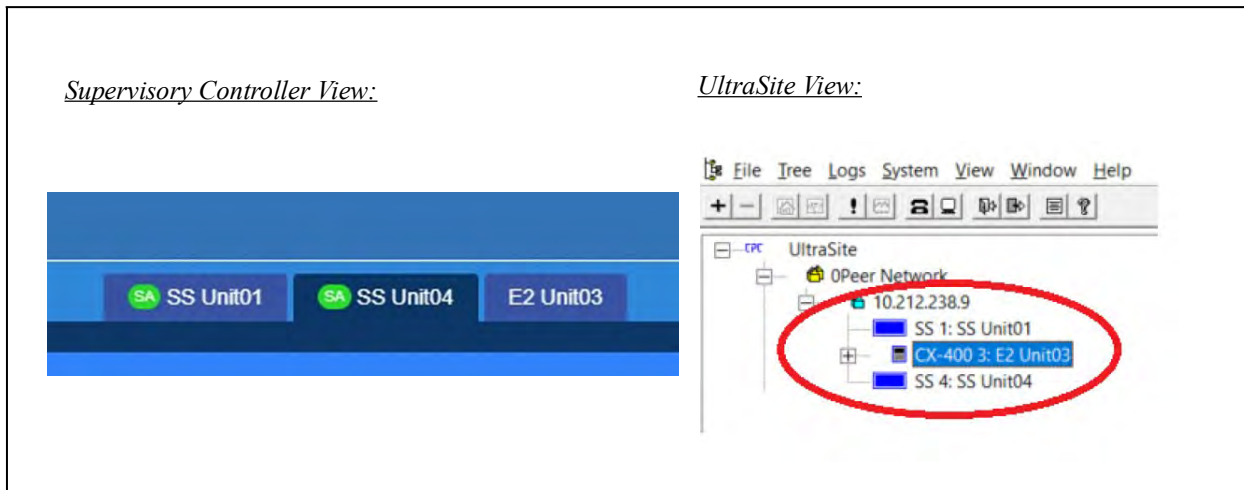 Supervisory Controller View:
UltraSite View:
File Tree Logs System View Window Help
SA SS Unit01 SA SS Unit04 E2 Unit03
CPC UltraSite
0Peer Network
10.212.238.9
SS 1: SS Unit01
CX-400 3: E2 Unit03
SS 4: SS Unit04